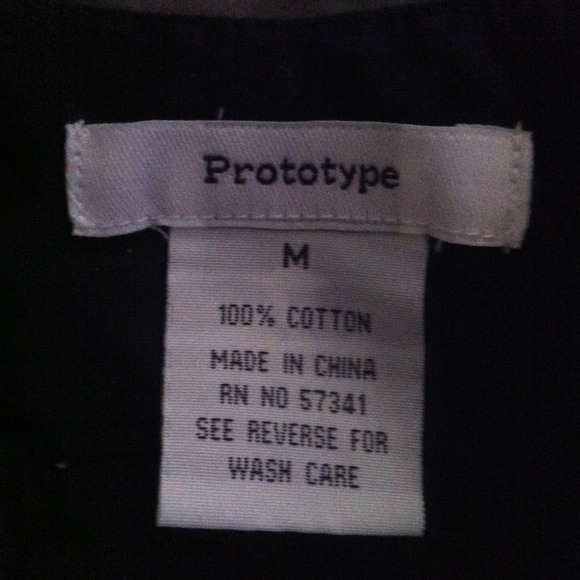 Prototype
M
100% COTTON
MADE IN CHINA
RN NO 57341
SEE REVERSE FOR
WASH CARE